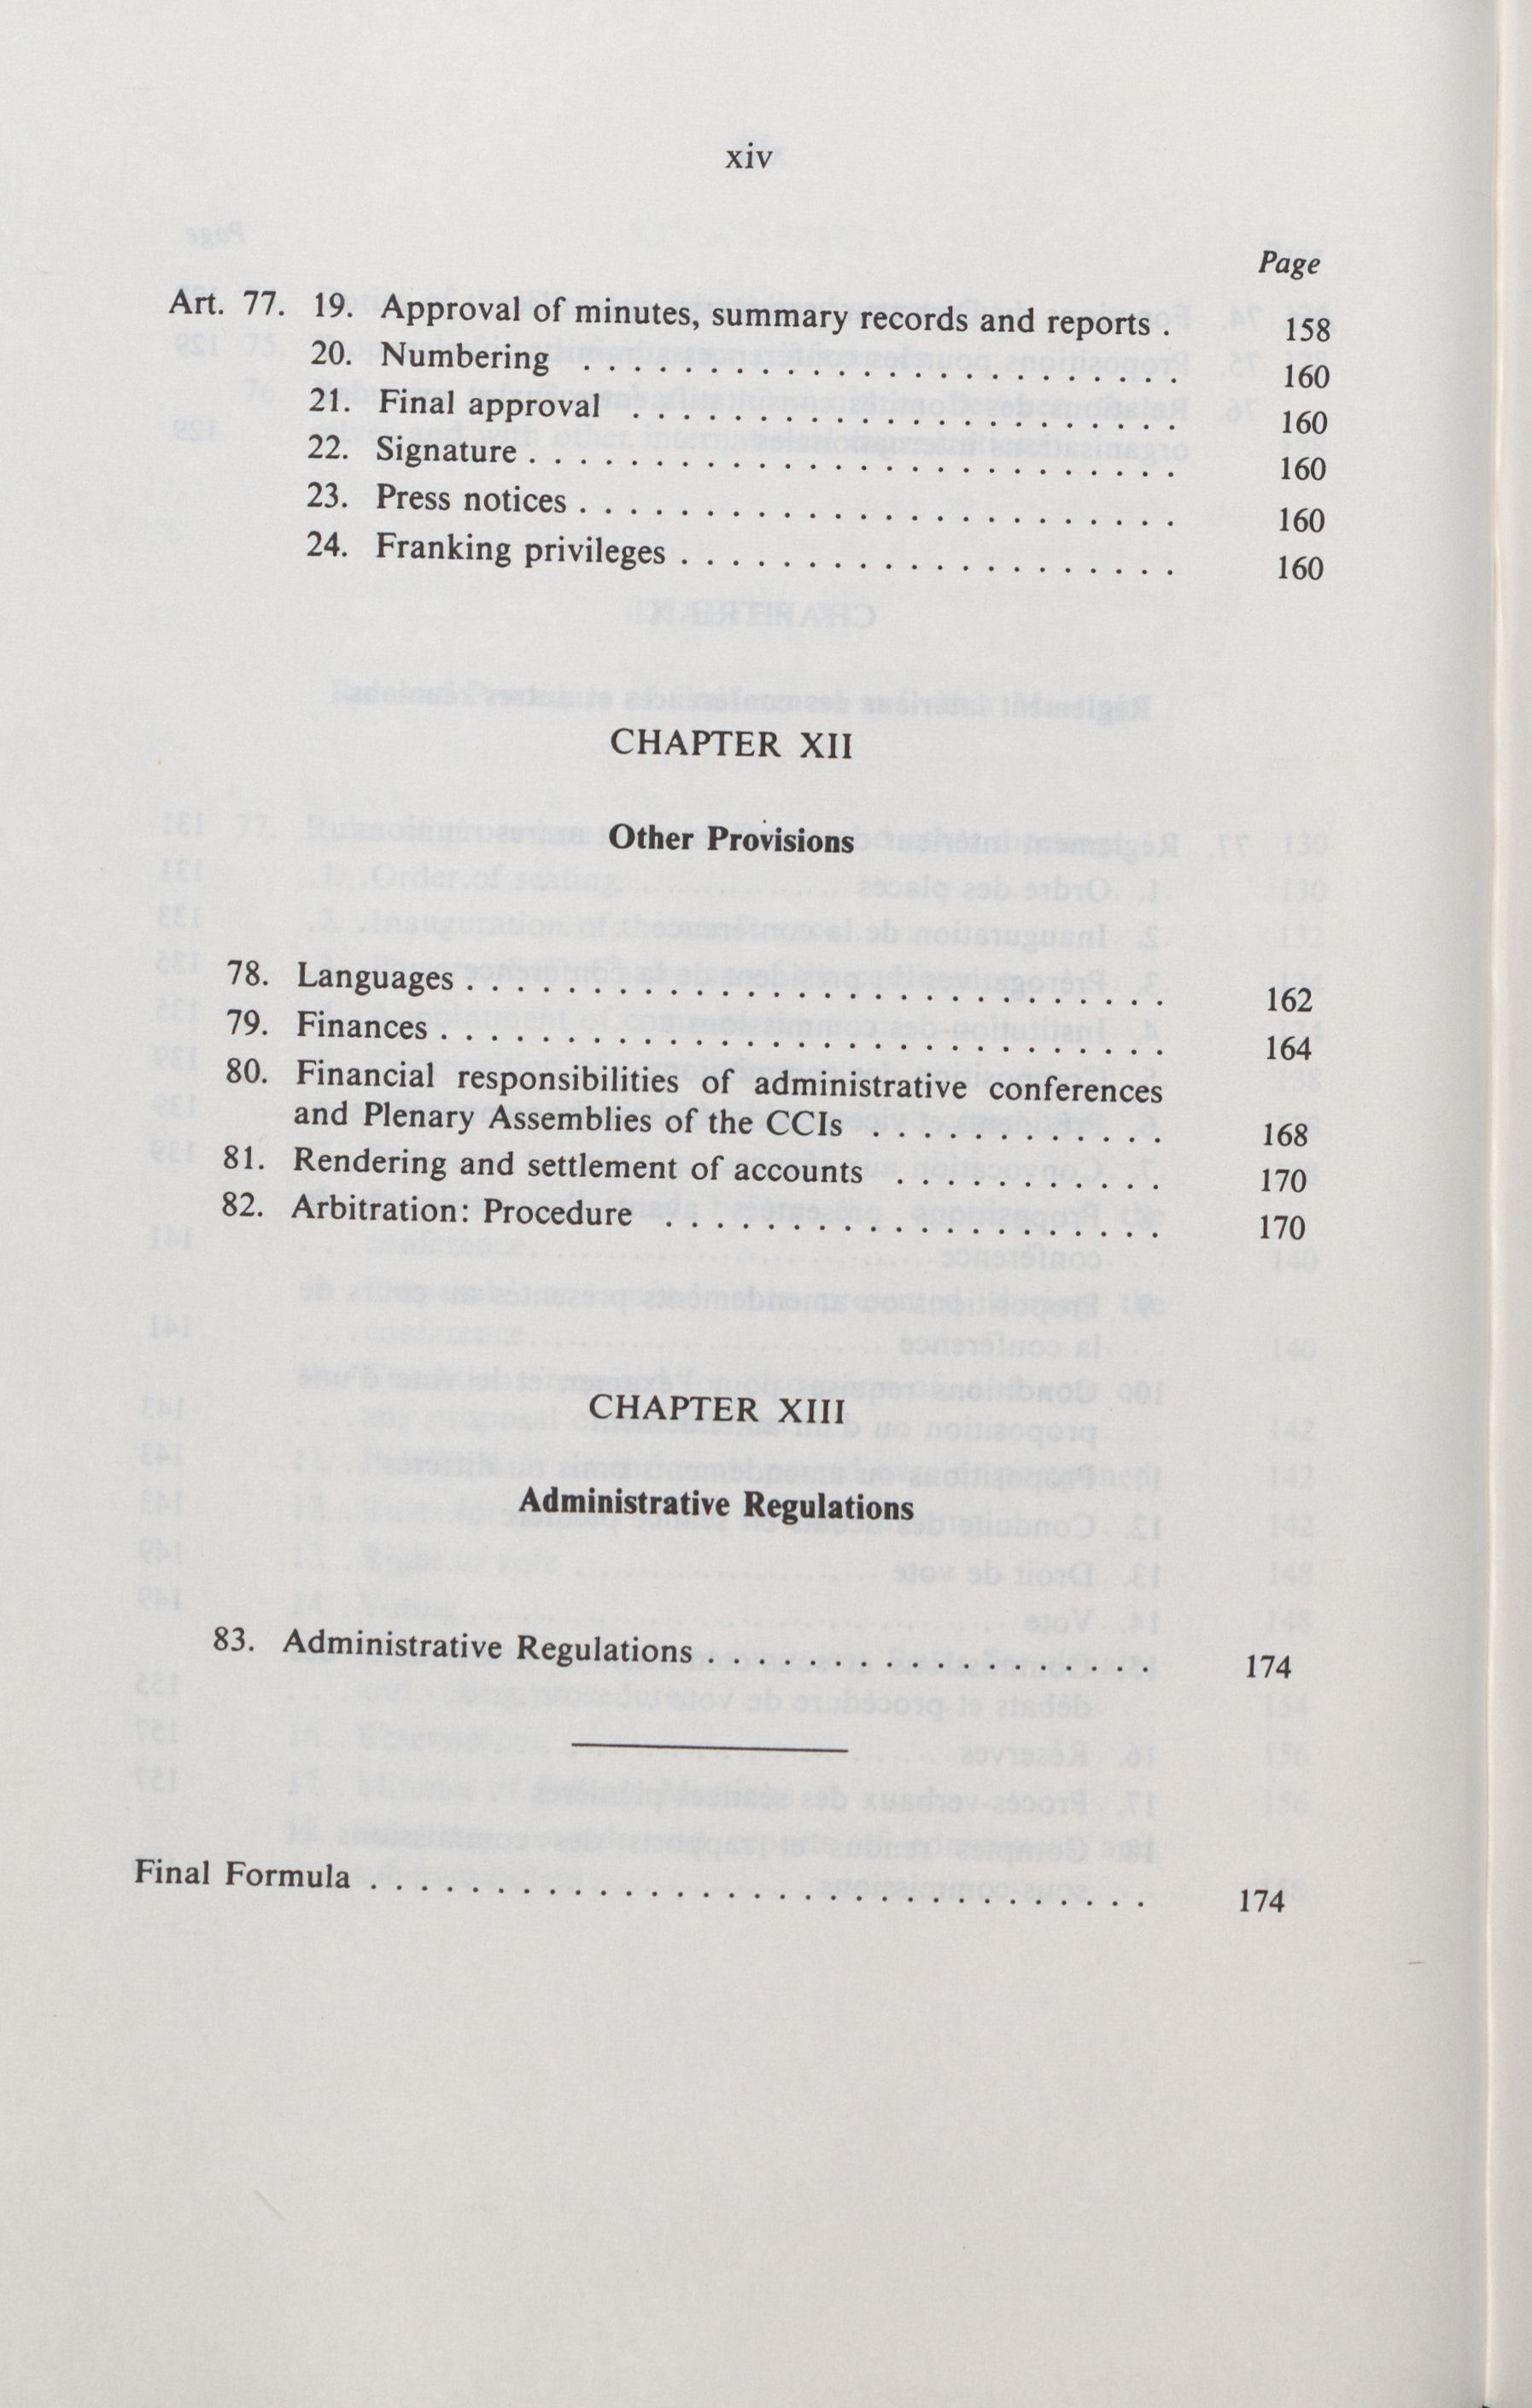 xiv
Page
Art. 77. 19. Approval of minutes, summary records and reports . 158
20. Numbering . . . . . . . . . . . . . . . . . . . . . . . . 160
21. Final approval . . . . . . . . . . . . . . . . . . . . . . 160
22. Signature . . . . . . . . . . . . . . . . . . . . . . . . . . 160
23. Press notices . . . . . . . . . . . . . . . . . . . . . . . . 160
24. Franking privileges . . . . . . . . . . . . . . . . . . . . 160
CHAPTER XII
Other Provisions
78. Languages . . . . . . . . . . . . . . . . . . . . . . . . . . . . 162
79. Finances . . . . . . . . . . . . . . . . . . . . . . . . . . . . . 164
80. Financial responsibilities of administrative conferences
and Plenary Assemblies of the CCIs . . . . . . . . . . . . 168
81. Rendering and settlement of accounts . . . . . . . . . . . 170
82. Arbitration: Procedure . . . . . . . . . . . . . . . . . . . . 170
CHAPTER XIII
Administrative Regulations
83. Administrative Regulations . . . . . . . . . . . . . . . . . . 174
Final Formula . . . . . . . . . . . . . . . . . . . . . . . . . . . . . . . 174